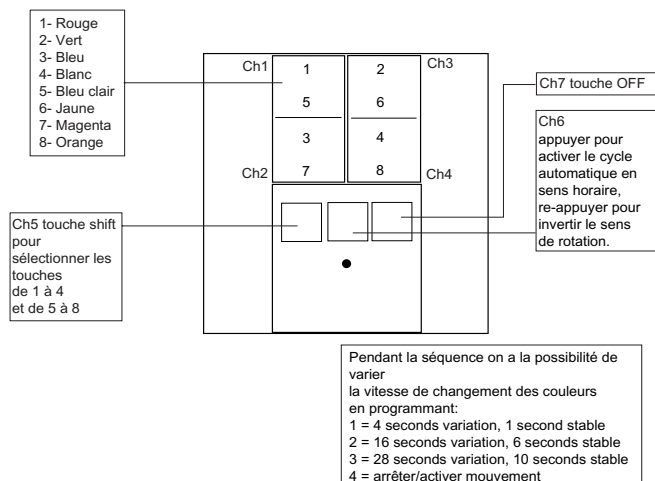 1- Rouge
2- Vert
3- Bleu
4- Blanc
5- Bleu clair
6- Jaune
7- Magenta
8- Orange
Ch1
1
2
Ch3
5
6
3
4
Ch2
7
8
Ch4
Ch7 touche OFF
Ch6
appuyer pour
activer le cycle
automatique en
sens horaire,
re-appuyer pour
invertir le sens
de rotation.
Ch5 touche shift
pour
sélectionner les
touches
de 1 à 4
et de 5 à 8
Pendant la séquence on a la possibilité de
varier
la vitesse de changement des couleurs
en programmant:
1 = 4 seconds variation, 1 second stable
2 = 16 seconds variation, 6 seconds stable
3 = 28 seconds variation, 10 seconds stable
4 = arrêter/activer mouvement